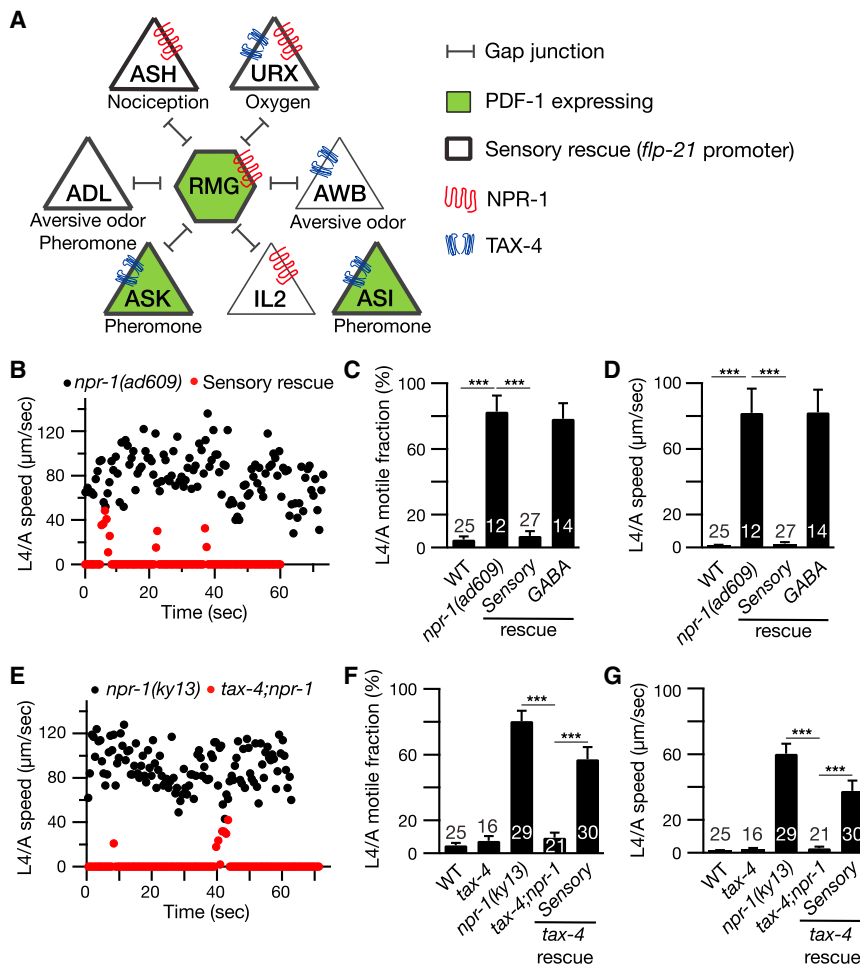 A
ASH
Nociception
URX
Oxygen
ADL
Aversive odor
Pheromone
RMG
AWB
Aversive odor
ASK
Pheromone
IL2
ASI
Pheromone
Gap junction
PDF-1 expressing
Sensory rescue (flp-21 promoter)
NPR-1
TAX-4
B
npr-1(ad609) Sensory rescue
L4/A speed (µm/sec)
120
80
40
0
0 20 40 60
Time (sec)
C
L4/A motile fraction (%)
100
60
20
0
*** ***
25 12 27 14
WT
npr-1(ad609)
Sensory
GABA
rescue
D
L4/A speed (µm/sec)
100
60
20
0
*** ***
25 12 27 14
WT
npr-1(ad609)
Sensory
GABA
rescue
E
npr-1(ky13) tax-4;npr-1
L4/A speed (µm/sec)
120
80
40
0
0 20 40 60
Time (sec)
F
L4/A motile fraction (%)
100
60
20
0
***
***
25 16 29 21 30
WT
tax-4
npr-1(ky13)
tax-4;npr-1
Sensory
tax-4
rescue
G
L4/A speed (µm/sec)
100
60
20
0
***
***
25 16 29 21 30
WT
tax-4
npr-1(ky13)
tax-4;npr-1
Sensory
tax-4
rescue